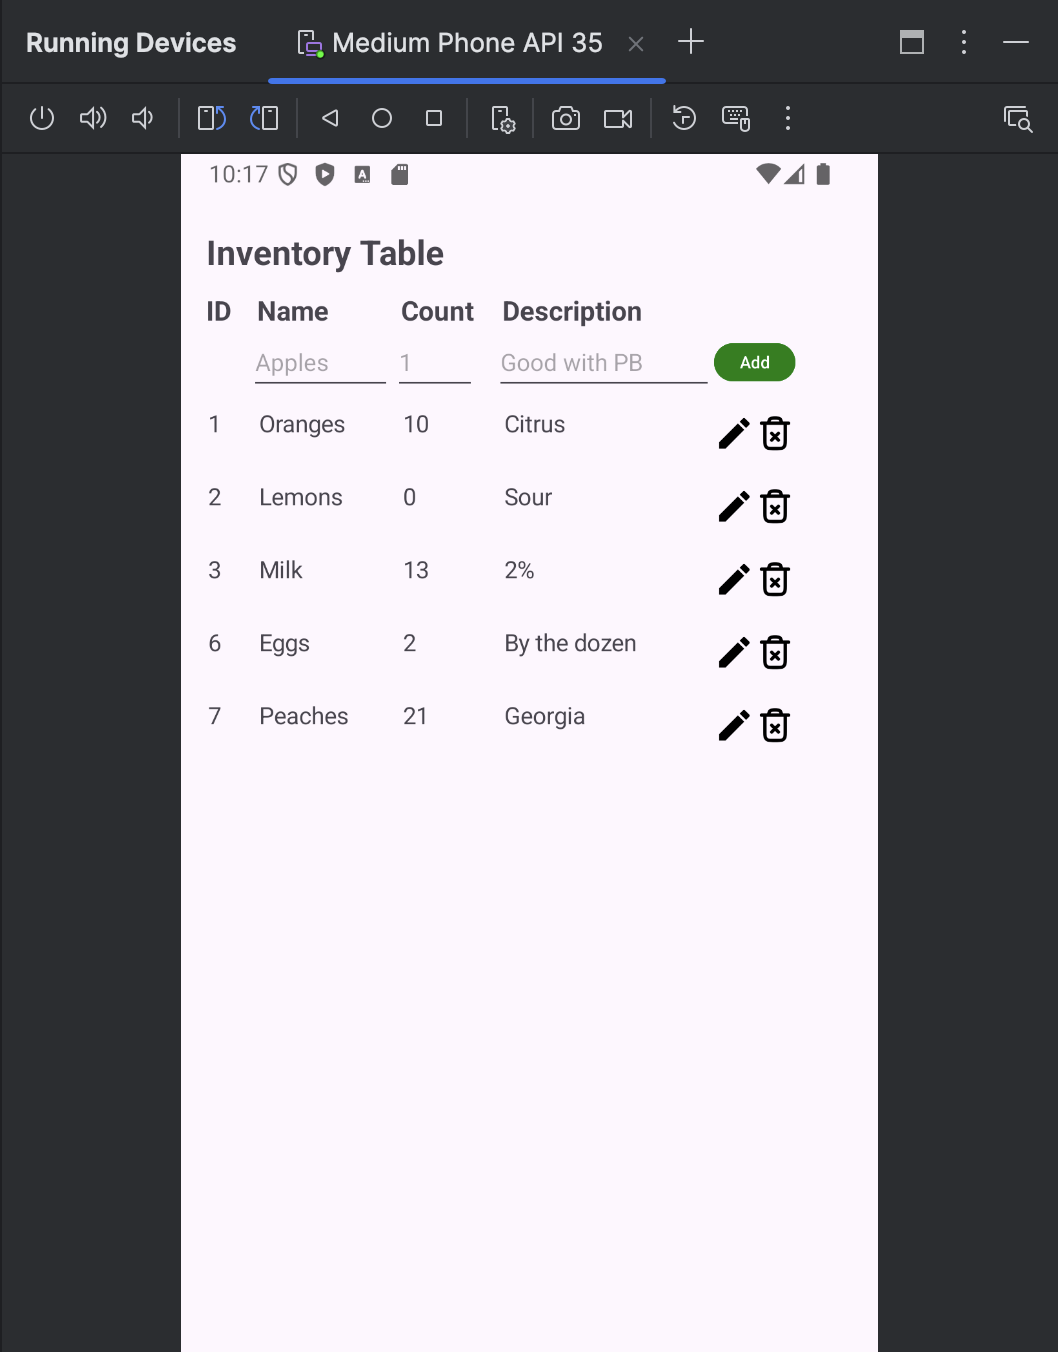 Running Devices Medium Phone API 35
10:17 A
Inventory Table
ID Name Count Description
Apples 1 Good with PB Add
1 Oranges 10 Citrus
2 Lemons 0 Sour
3 Milk 13 2%
6 Eggs 2 By the dozen
7 Peaches 21 Georgia